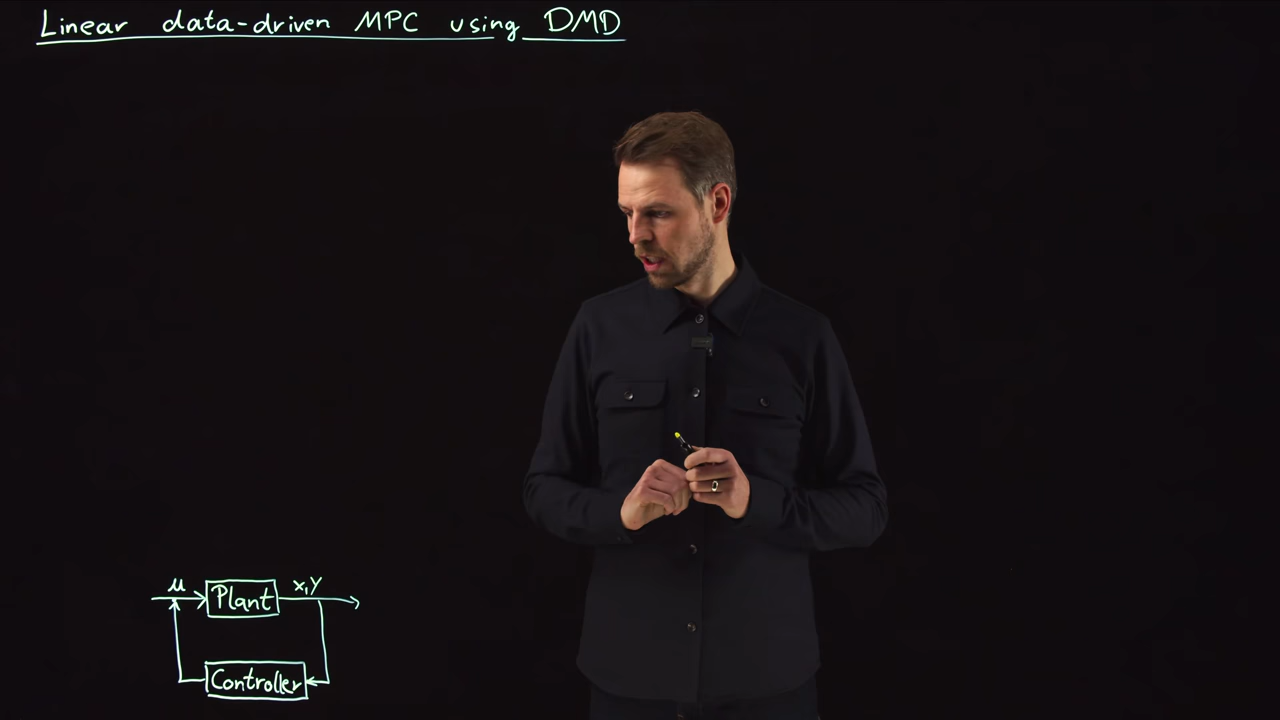 Linear data-driven MPC using DMD
u
x,y
Plant
Controller